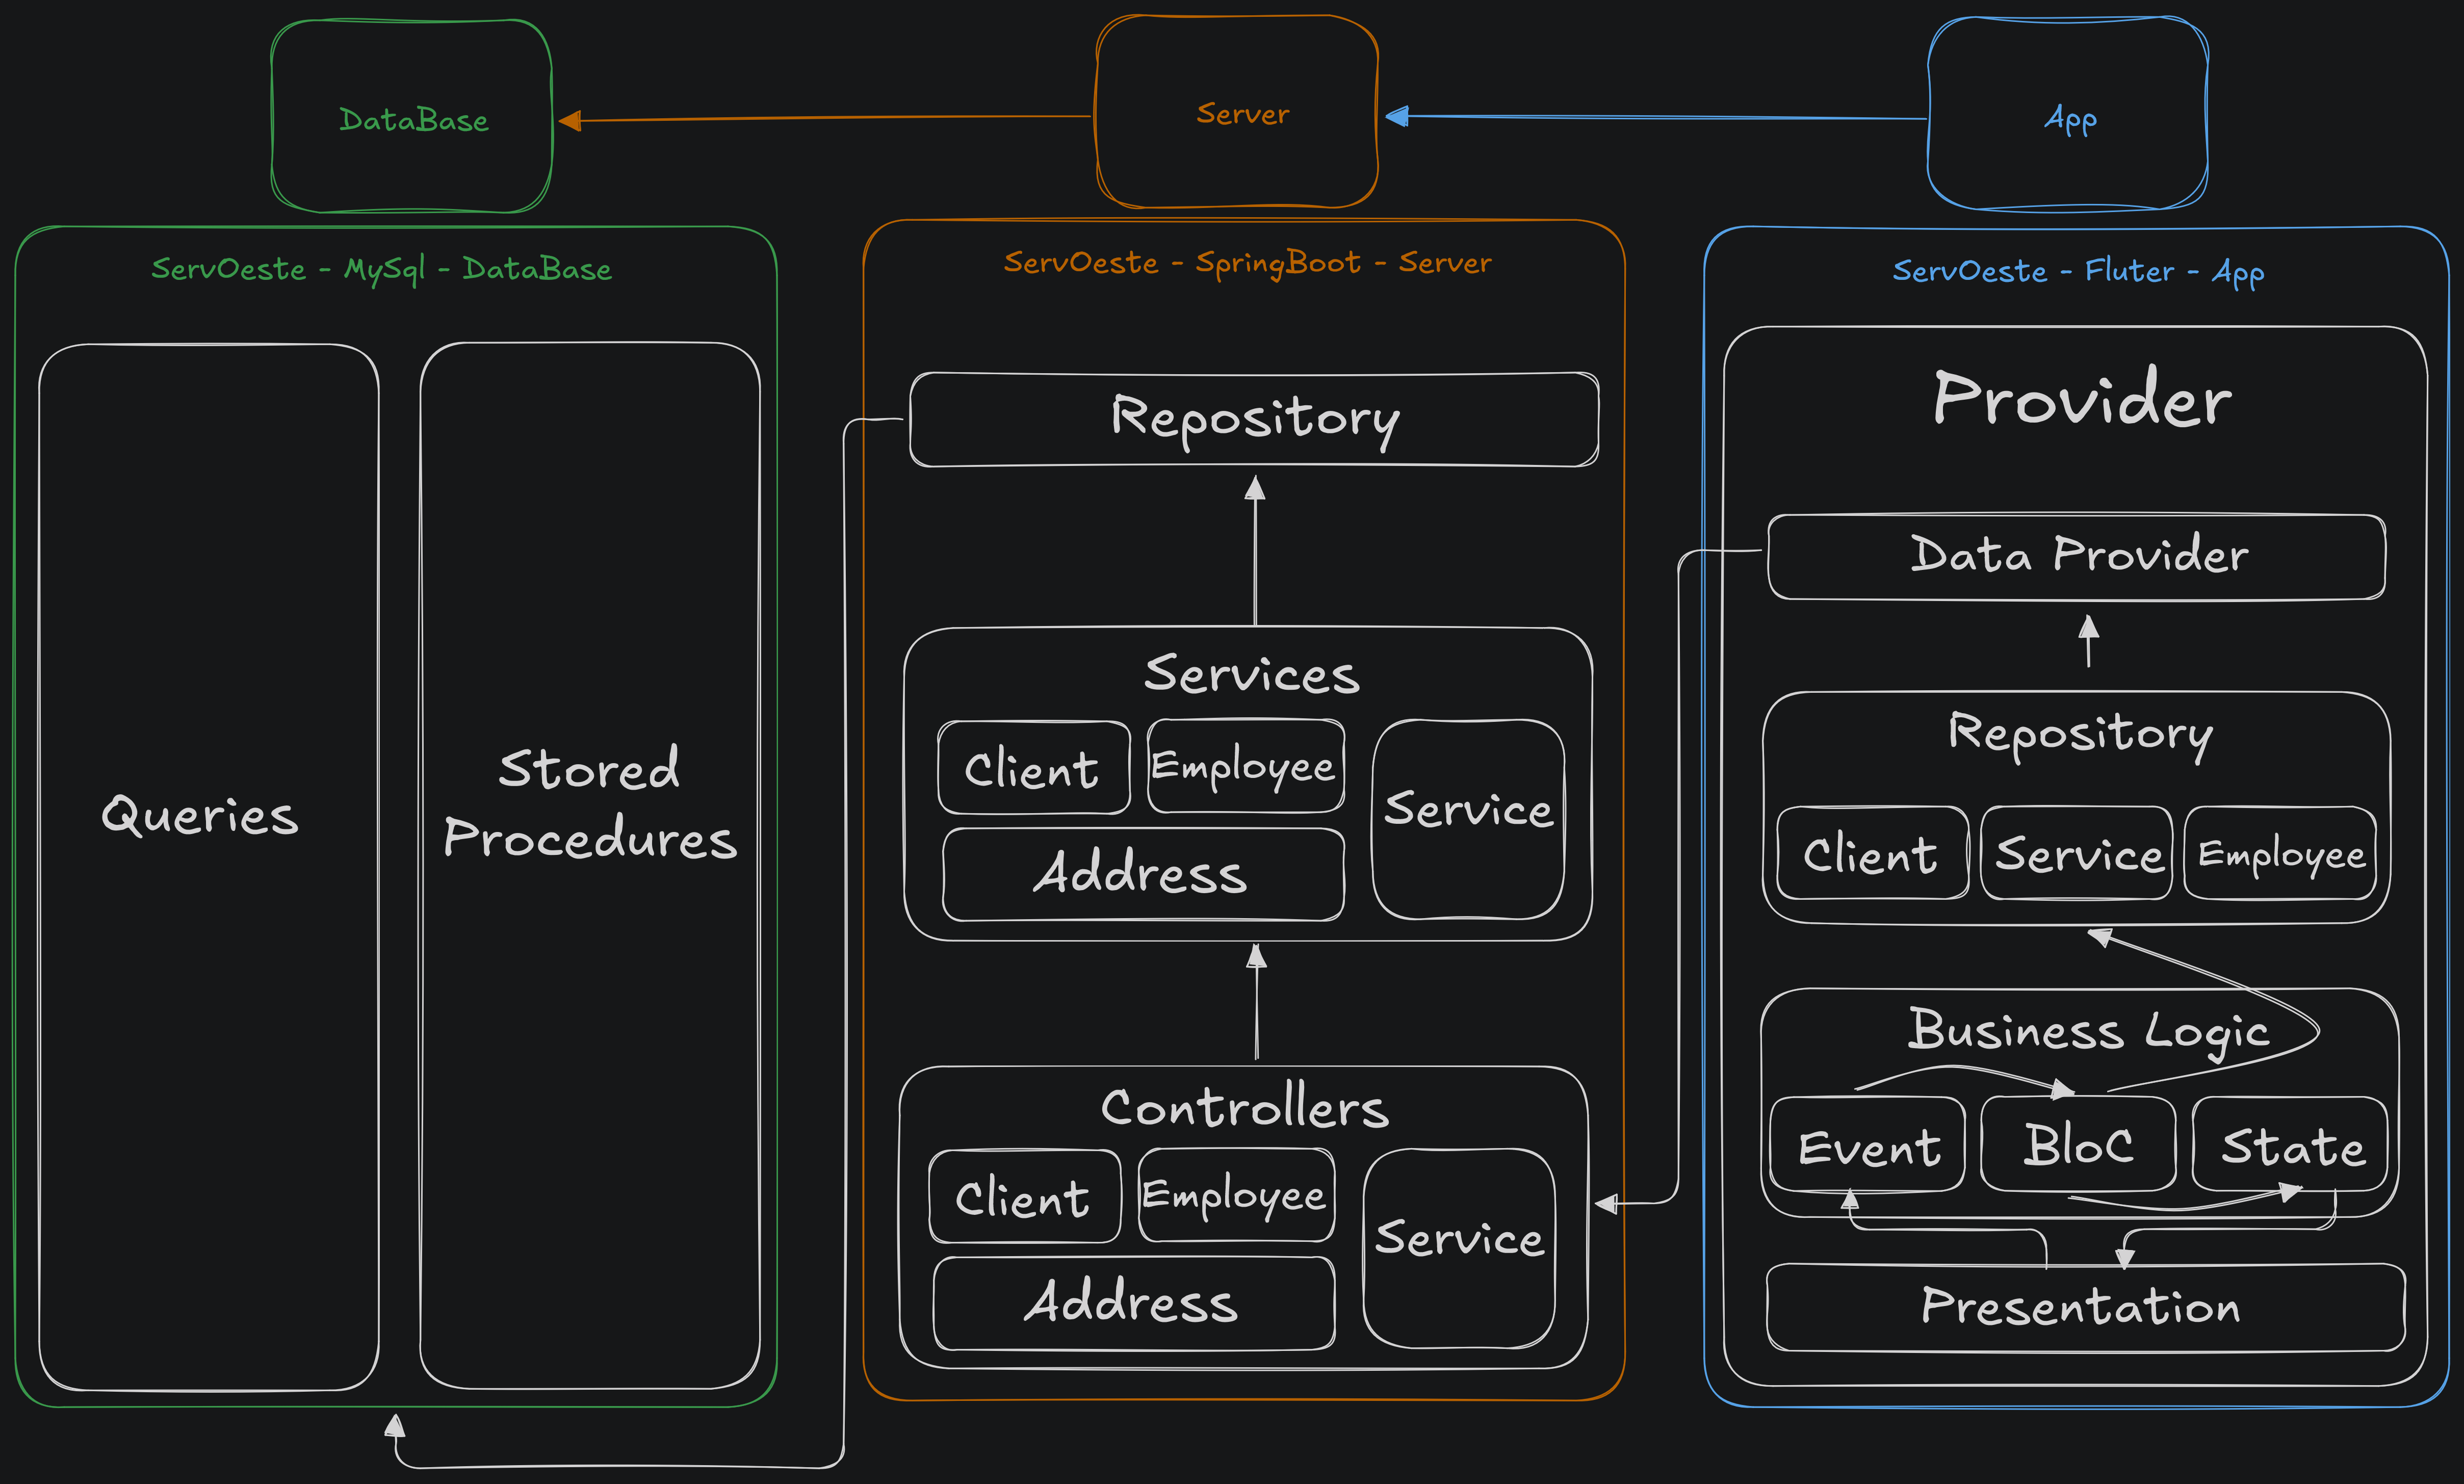 DataBase
Server
App
ServOeste - MySql - DataBase
Queries
Stored
Procedures
ServOeste - SpringBoot - Server
Repository
Services
Client
Employee
Service
Address
Controllers
Client
Employee
Service
Address
ServOeste - Fluter - App
Provider
Data Provider
Repository
Client
Service
Employee
Business Logic
Event
BloC
State
Presentation